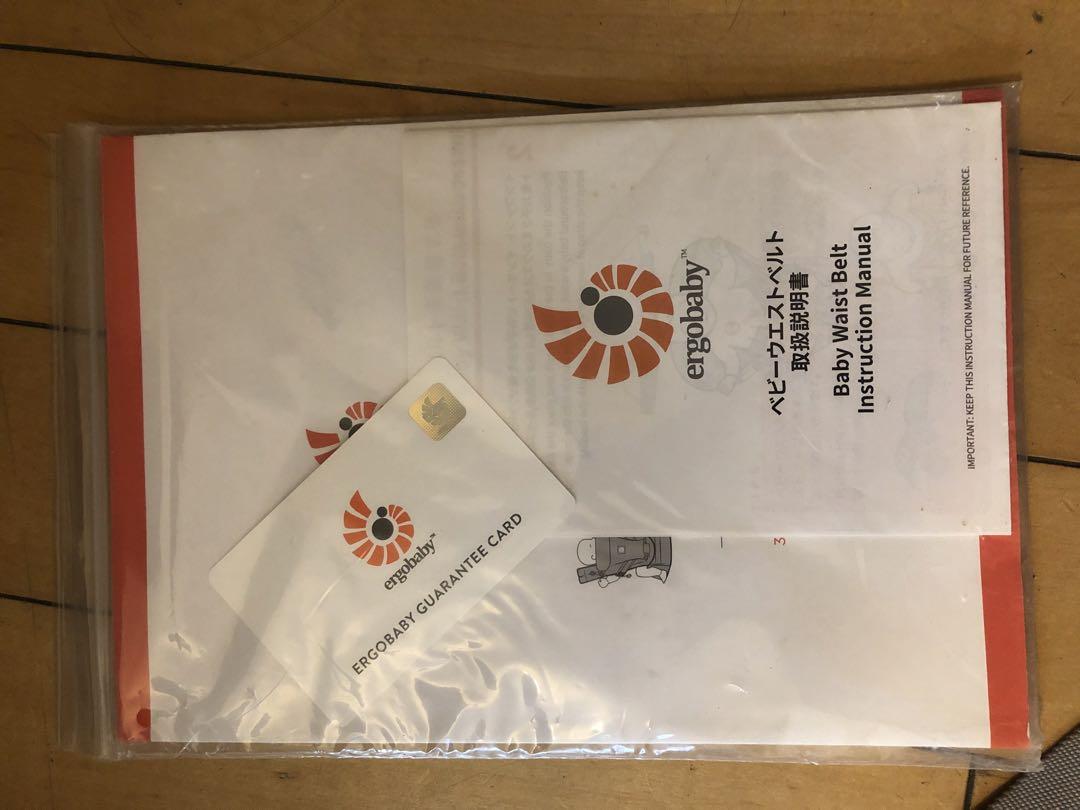 ergobaby™
ベビーウエストベルト
取扱説明書
Baby Waist Belt
Instruction Manual
IMPORTANT: KEEP THIS INSTRUCTION MANUAL FOR FUTURE REFERENCE.
ergobaby™
ERGOBABY GUARANTEE CARD
3